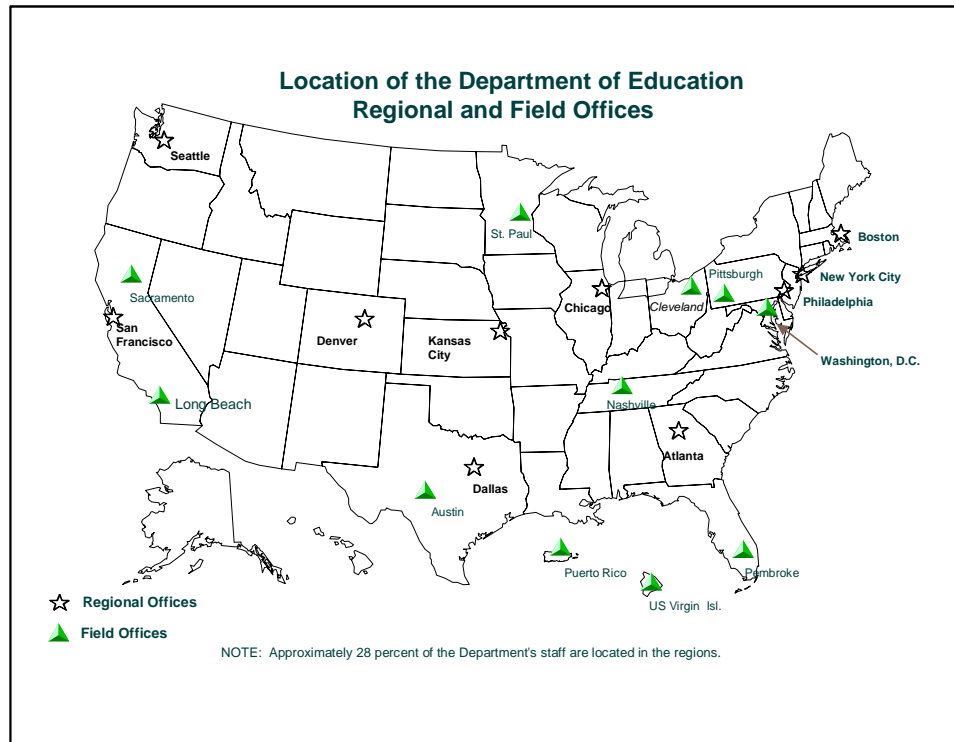 Location of the Department of Education
Regional and Field Offices
Seattle
St. Paul
Boston
Pittsburgh
New York City
Sacramento
Chicago
Cleveland
Philadelphia
San
Francisco
Denver
Kansas
City
Washington, D.C.
Long Beach
Nashville
Atlanta
Dallas
Austin
Puerto Rico
Pembroke
US Virgin Isl.
Regional Offices
Field Offices
NOTE: Approximately 28 percent of the Department's staff are located in the regions.